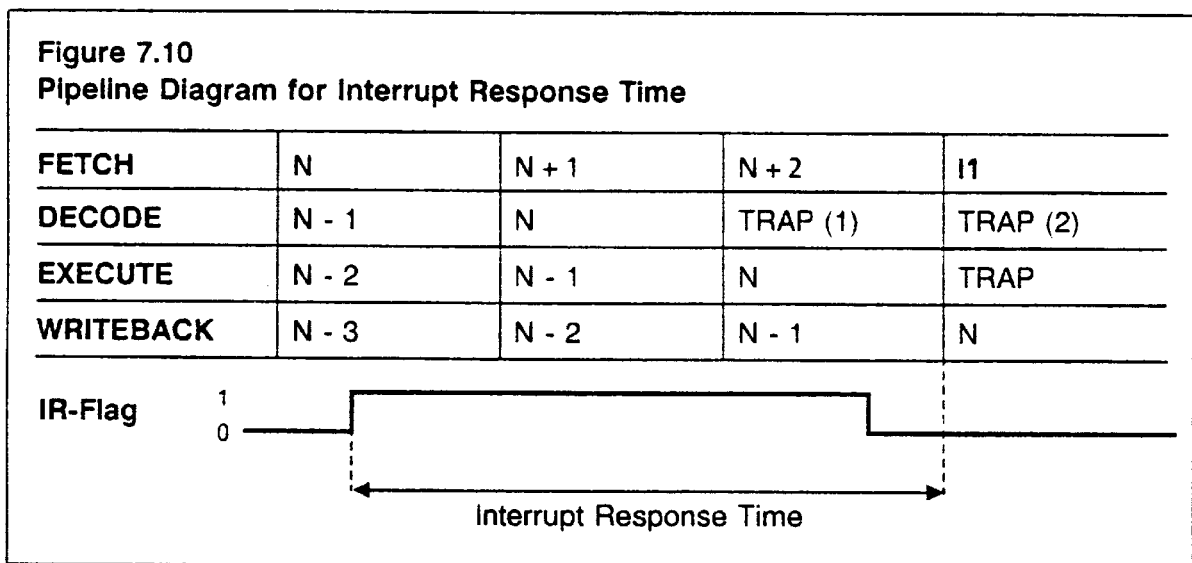 Figure 7.10
Pipeline Diagram for Interrupt Response Time
FETCH N N + 1 N + 2 I1
DECODE N - 1 N TRAP (1) TRAP (2)
EXECUTE N - 2 N - 1 N TRAP
WRITEBACK N - 3 N - 2 N - 1 N
IR-Flag 1
0
Interrupt Response Time